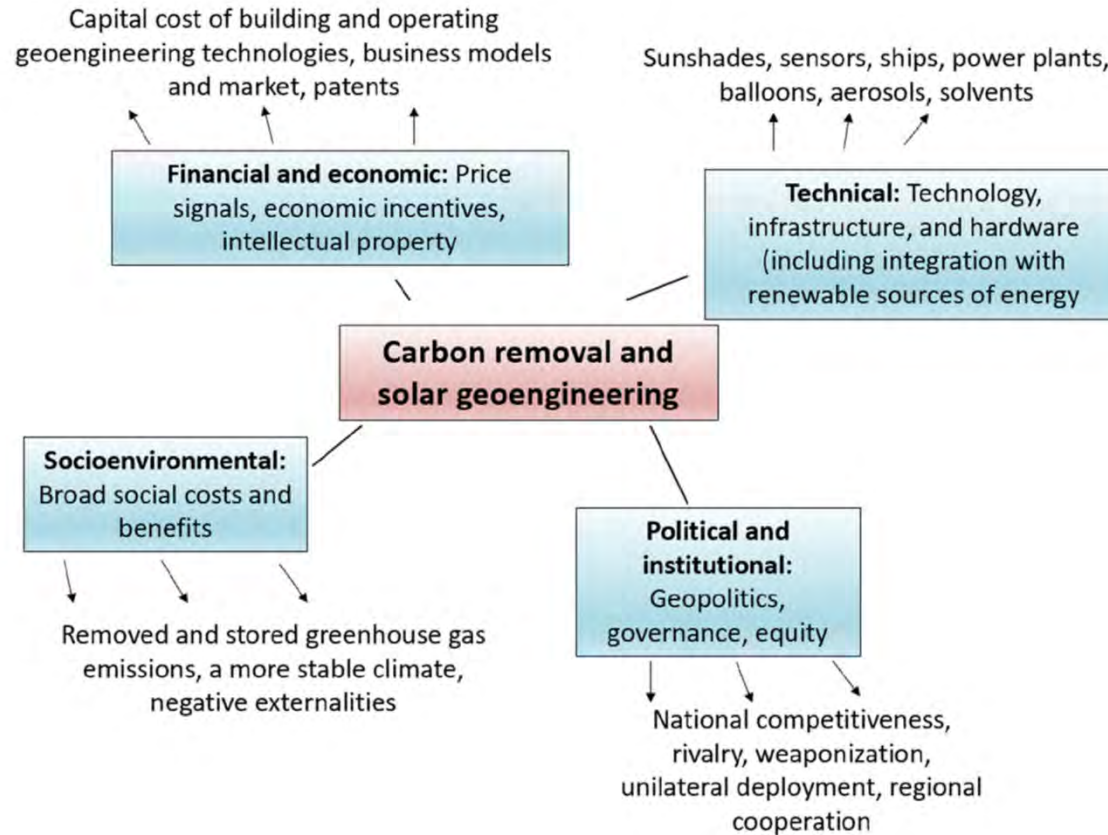 Capital cost of building and operating
geoengineering technologies, business models
and market, patents
Sunshades, sensors, ships, power plants,
balloons, aerosols, solvents
Financial and economic: Price
signals, economic incentives,
intellectual property
Technical: Technology,
infrastructure, and hardware
(including integration with
renewable sources of energy
Carbon removal and
solar geoengineering
Socioenvironmental:
Broad social costs and
benefits
Political and
institutional:
Geopolitics,
governance, equity
Removed and stored greenhouse gas
emissions, a more stable climate,
negative externalities
National competitiveness,
rivalry, weaponization,
unilateral deployment, regional
cooperation